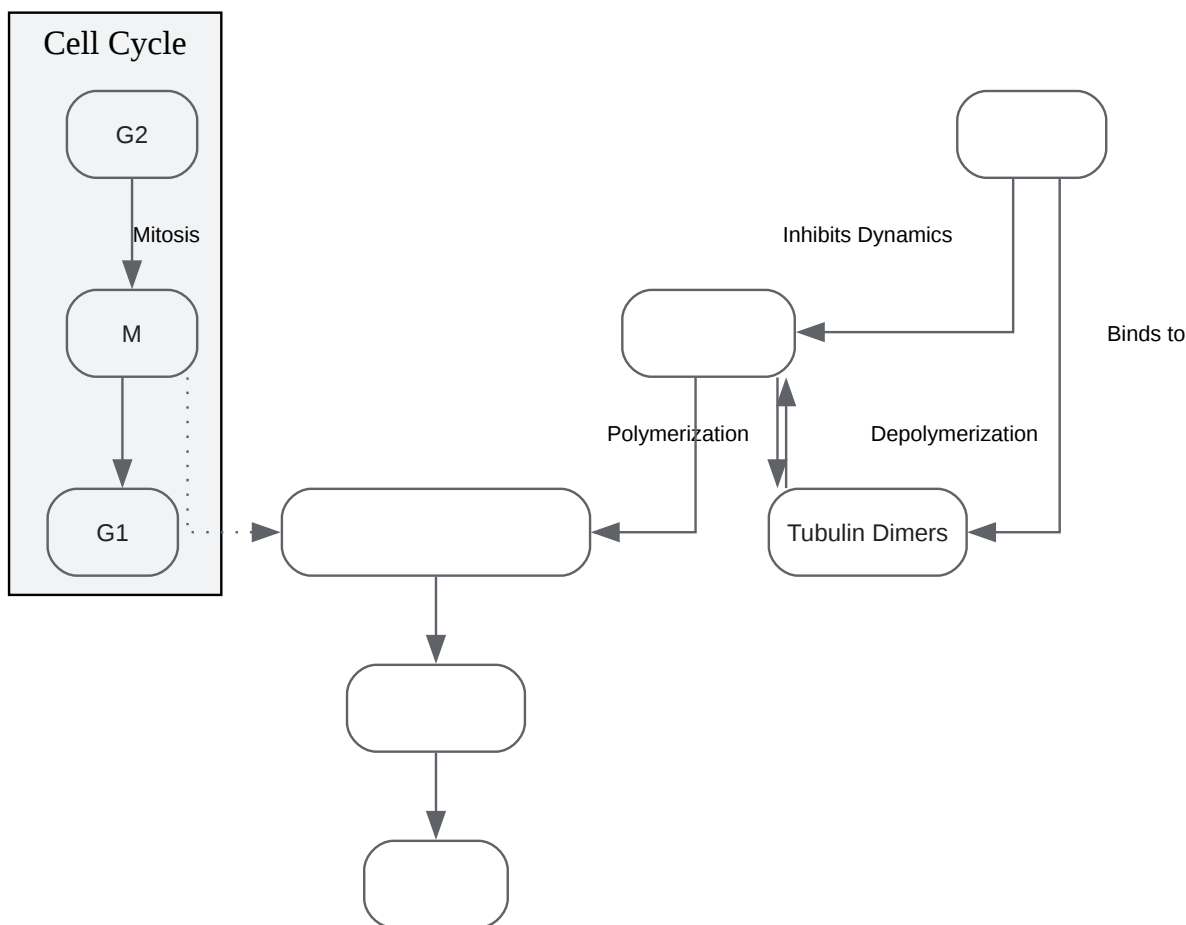 Cell Cycle
G2
Mitosis
Inhibits Dynamics
M
Binds to
Polymerization
Depolymerization
G1
Tubulin Dimers